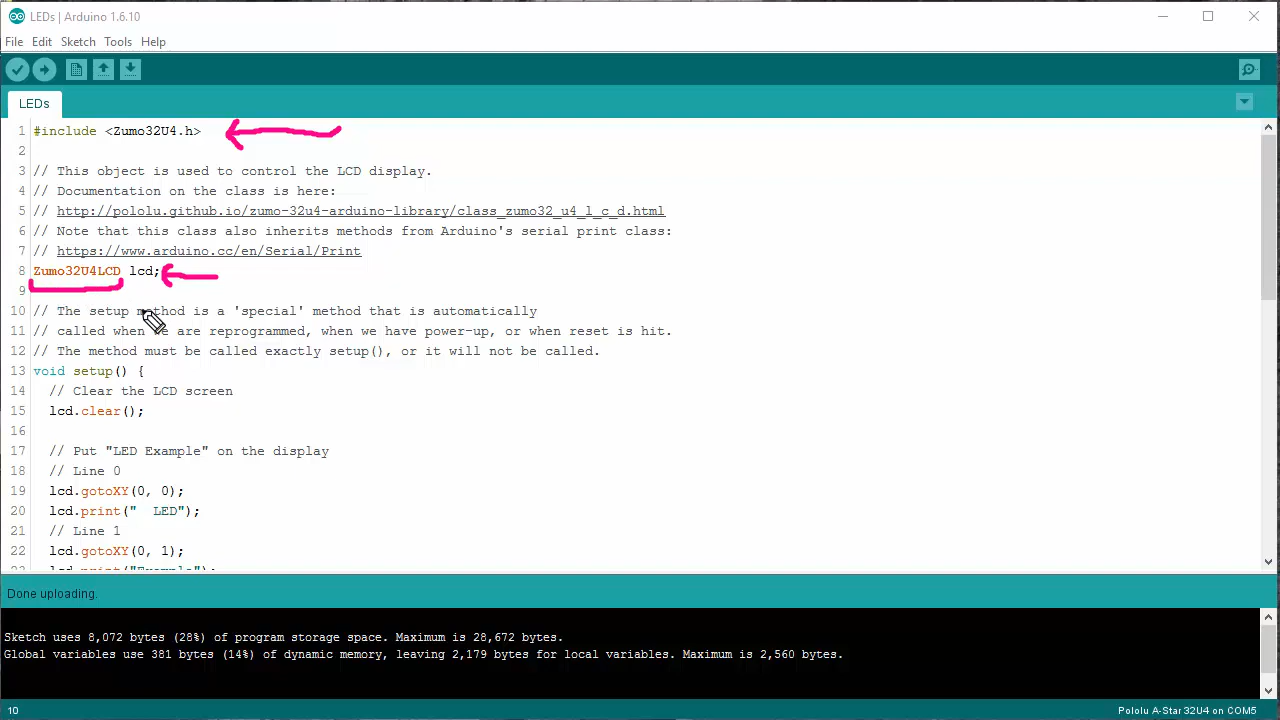 LEDs | Arduino 1.6.10
File Edit Sketch Tools Help
LEDs
1 #include <Zumo32U4.h>
2
3 // This object is used to control the LCD display.
4 // Documentation on the class is here:
5 // http://pololu.github.io/zumo-32u4-arduino-library/class_zumo32_u4_l_c_d.html
6 // Note that this class also inherits methods from Arduino's serial print class:
7 // https://www.arduino.cc/en/Serial/Print
8 Zumo32U4LCD lcd;
9
10 // The setup method is a 'special' method that is automatically
11 // called when we are reprogrammed, when we have power-up, or when reset is hit.
12 // The method must be called exactly setup(), or it will not be called.
13 void setup() {
14 // Clear the LCD screen
15 lcd.clear();
16
17 // Put "LED Example" on the display
18 // Line 0
19 lcd.gotoXY(0, 0);
20 lcd.print("  LED");
21 // Line 1
22 lcd.gotoXY(0, 1);
23 lcd.print("Example");
Done uploading.
Sketch uses 8,072 bytes (28%) of program storage space. Maximum is 28,672 bytes.
Global variables use 381 bytes (14%) of dynamic memory, leaving 2,179 bytes for local variables. Maximum is 2,560 bytes.
10 Pololu A-Star 32U4 on COM5